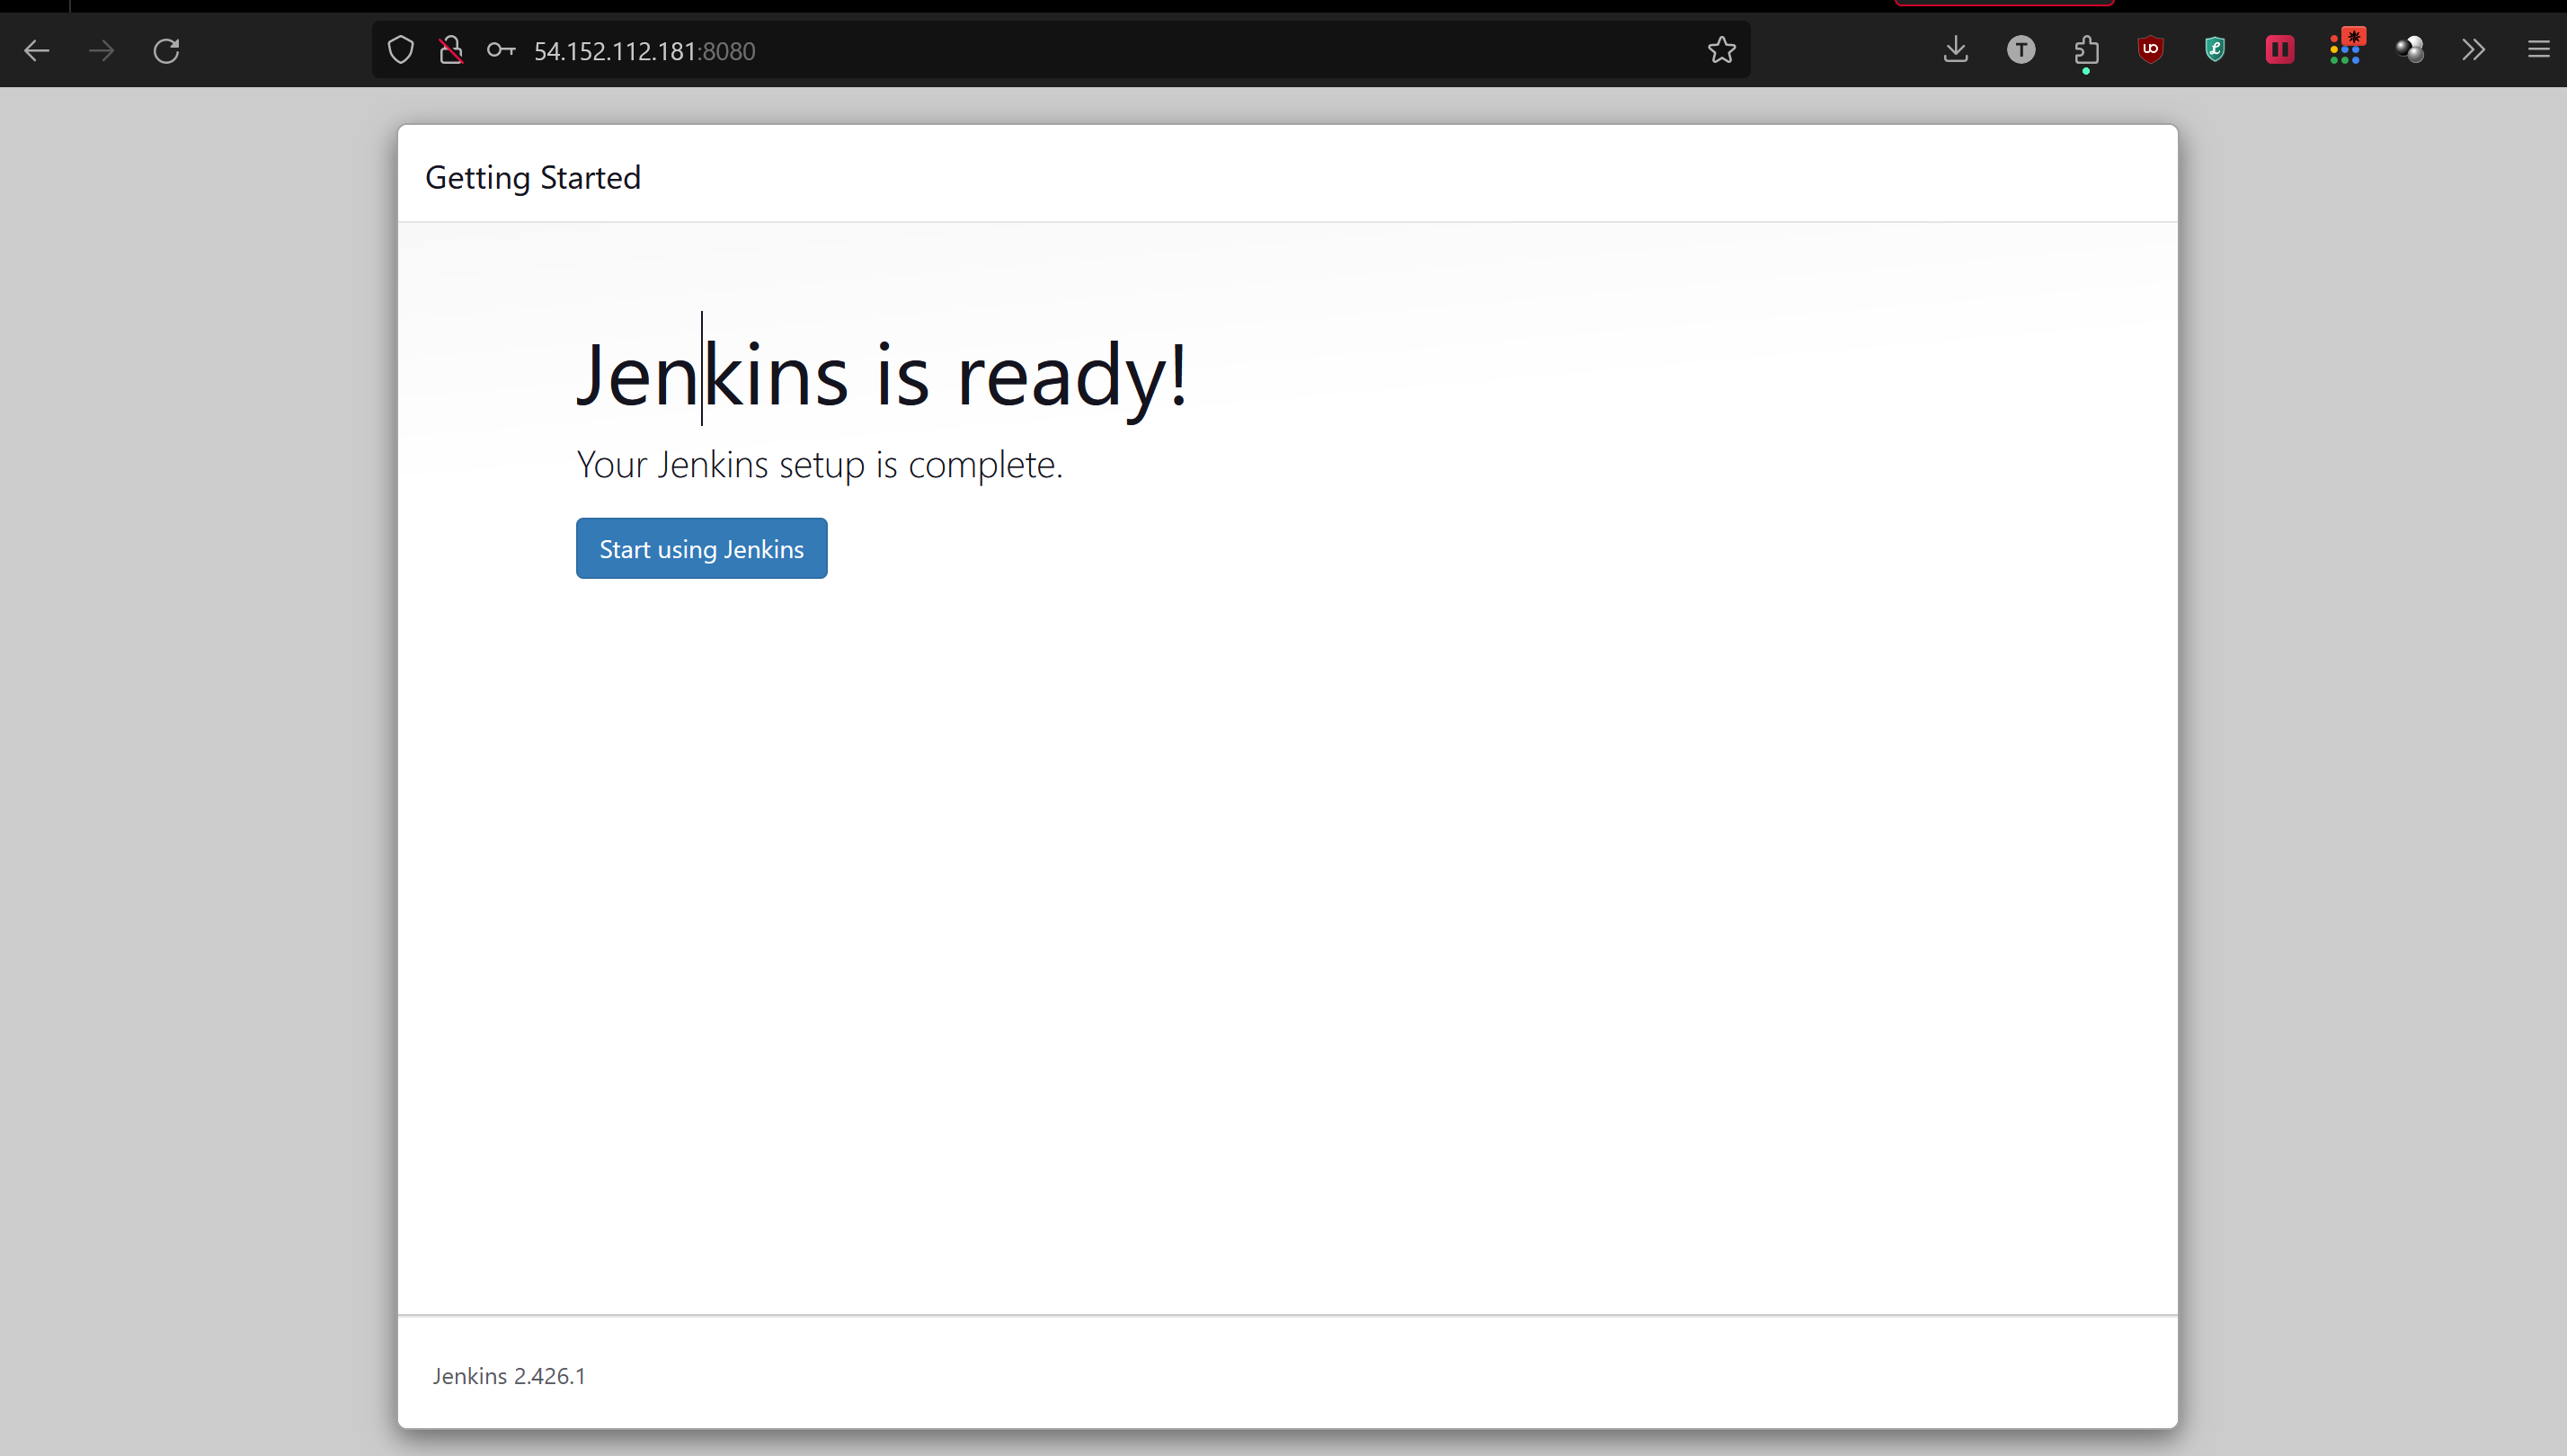 54.152.112.181:8080
T
Getting Started
Jenkins is ready!
Your Jenkins setup is complete.
Start using Jenkins
Jenkins 2.426.1